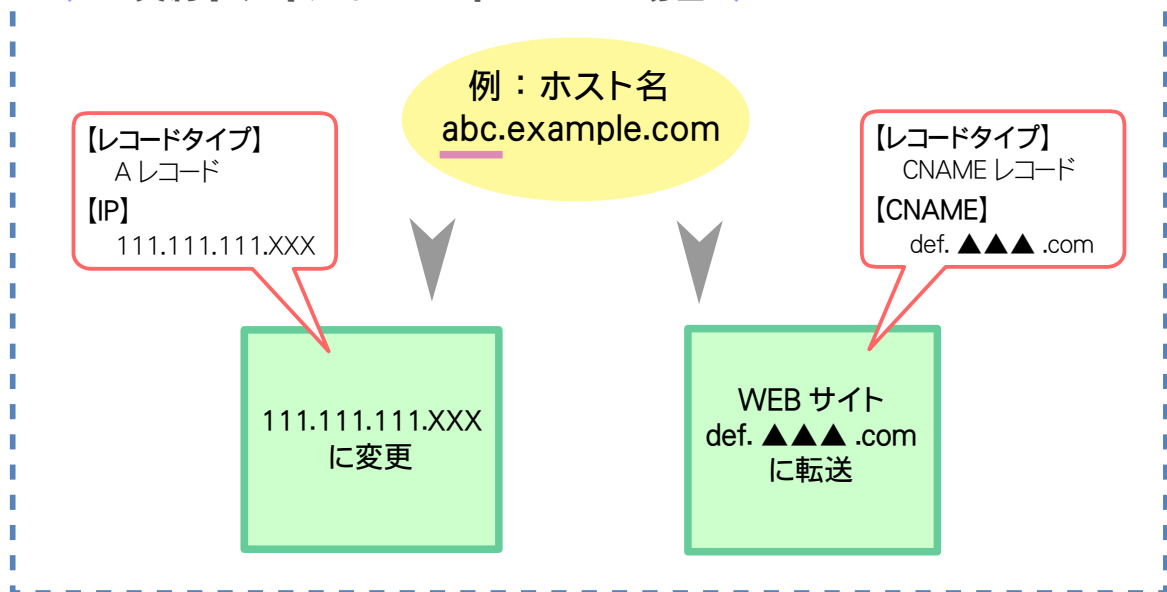 例：ホスト名
abc.example.com
【レコードタイプ】
A レコード
【IP】
111.111.111.XXX
【レコードタイプ】
CNAME レコード
【CNAME】
def. ▲▲▲ .com
111.111.111.XXX
に変更
WEB サイト
def. ▲▲▲ .com
に転送